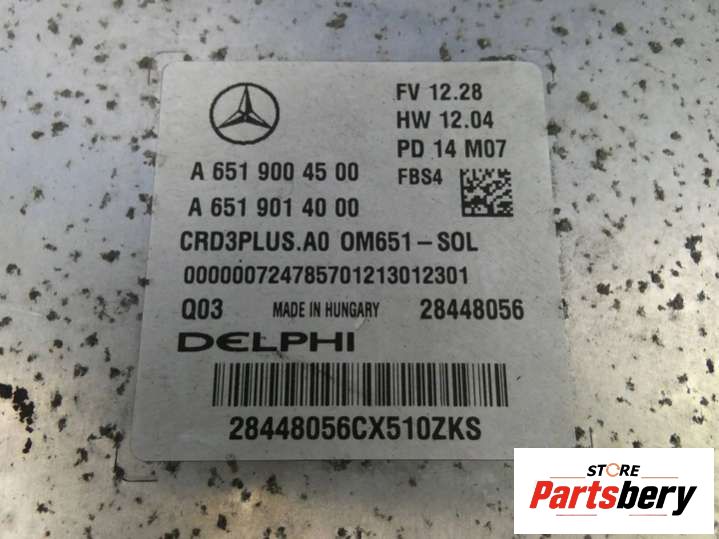 FV 12.28
HW 12.04
PD 14 M07
A 651 900 45 00
FBS4
A 651 901 40 00
CRD3PLUS.A0 OM651-SOL
000000724785701213012301
Q03 MADE IN HUNGARY 28448056
DELPHI
28448056CX510ZKS
STORE
Partsbery